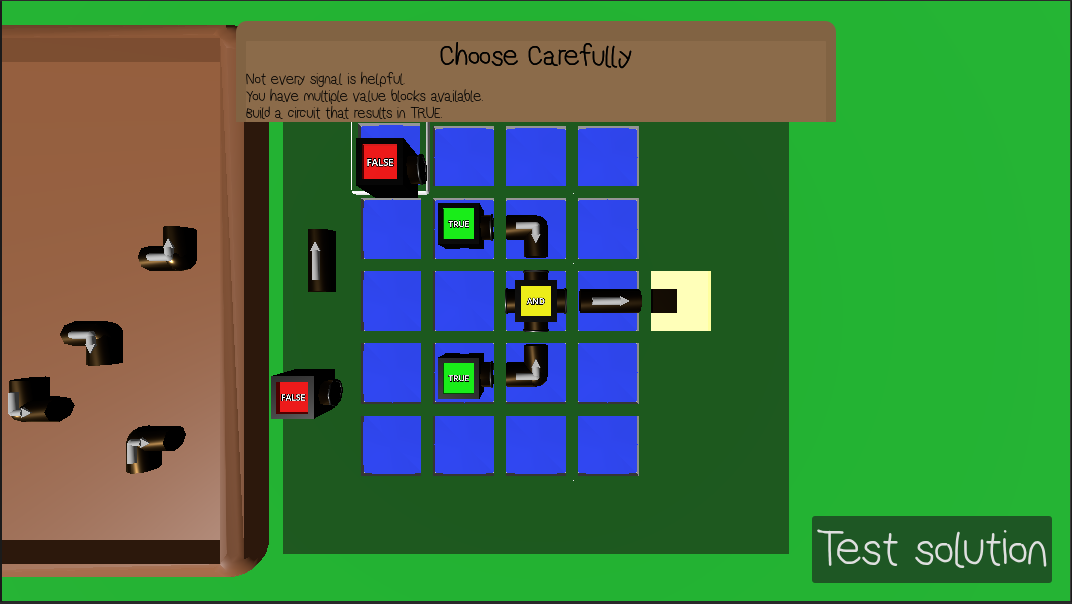 Choose Carefully
Not every signal is helpful.
You have multiple value blocks available.
Build a circuit that results in TRUE.
FALSE
TRUE
AND
TRUE
FALSE
Test solution